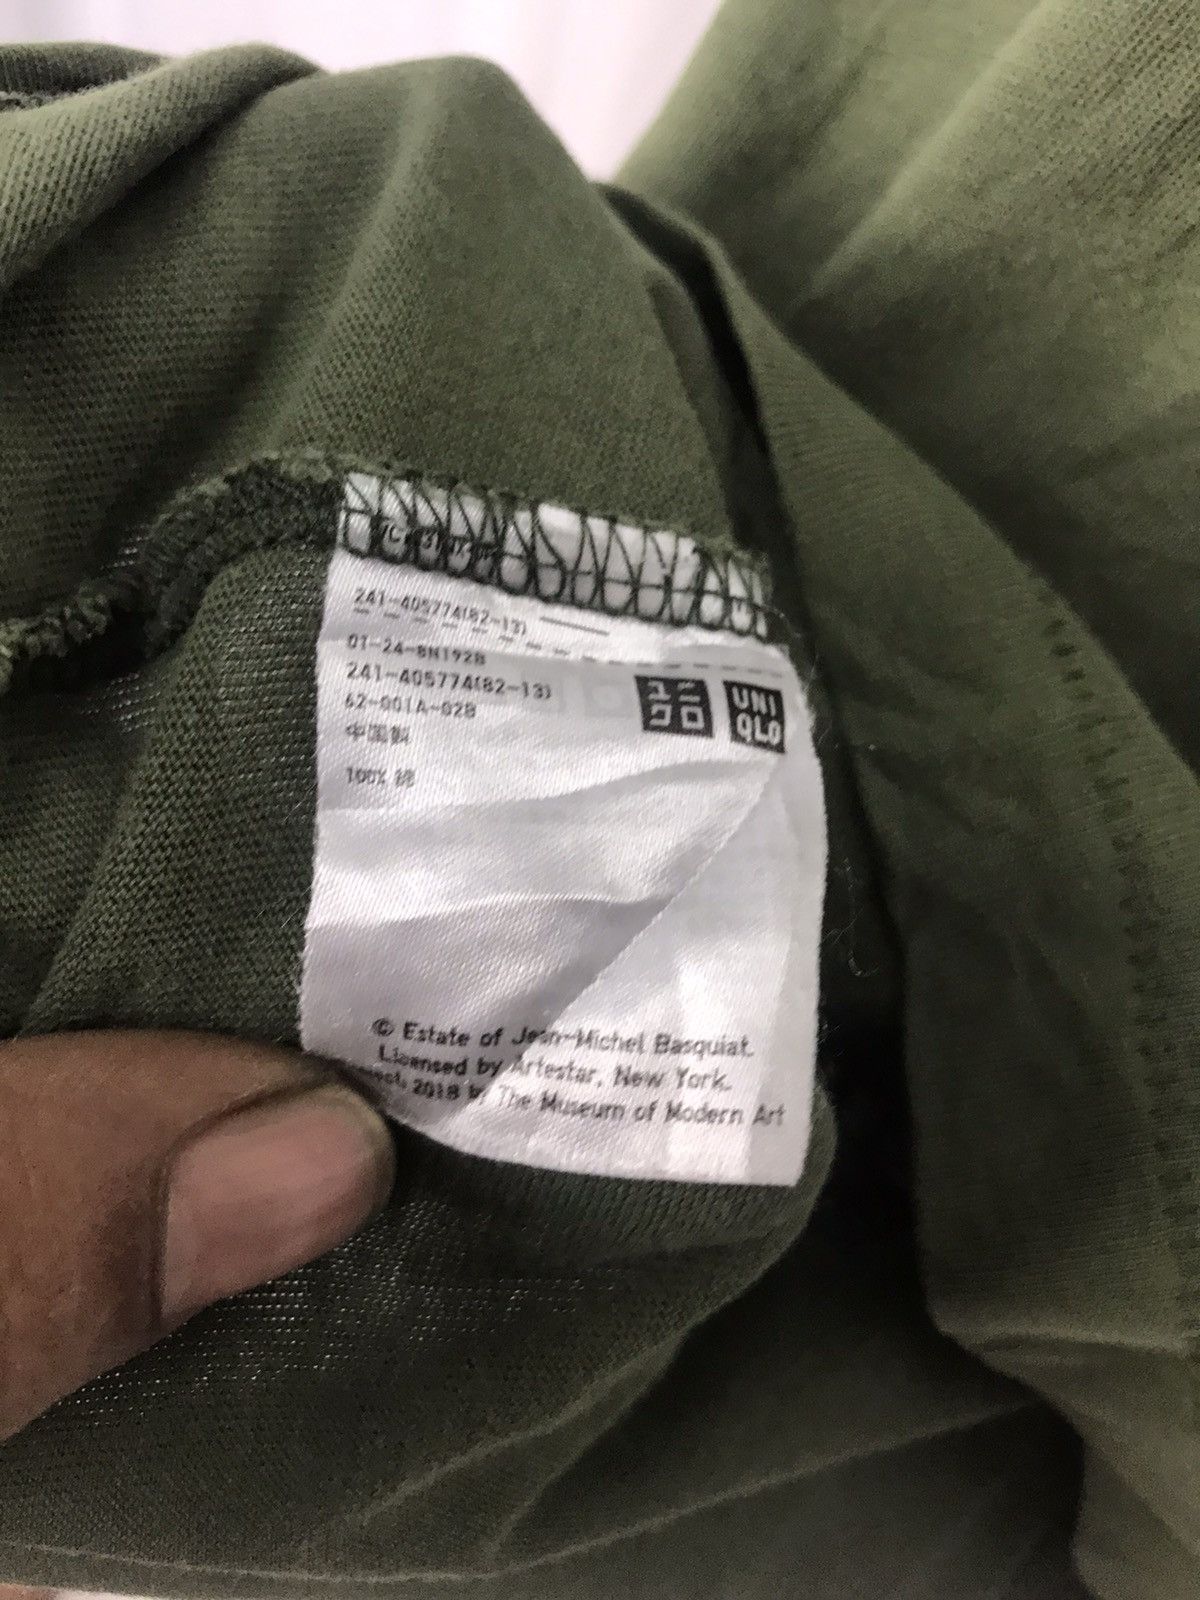 241-405774(82-13)
01-24-8N192B
241-405774(82-13)
62-001A-02B
中国製
100% 綿
ユニクロ
UNIQLO
© Estate of Jean-Michel Basquiat.
Licensed by Artestar, New York.
2018 by The Museum of Modern Art